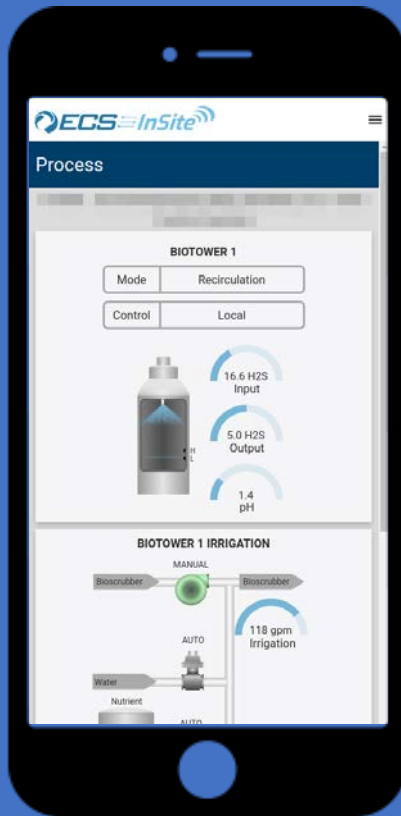 ECS InSite
Process
BIOTOWER 1
Mode Recirculation
Control Local
16.6 H2S
Input
5.0 H2S
Output
H
L
1.4
pH
BIOTOWER 1 IRRIGATION
MANUAL
Bioscrubber Bioscrubber
118 gpm
Irrigation
AUTO
Water
Nutrient
AUTO